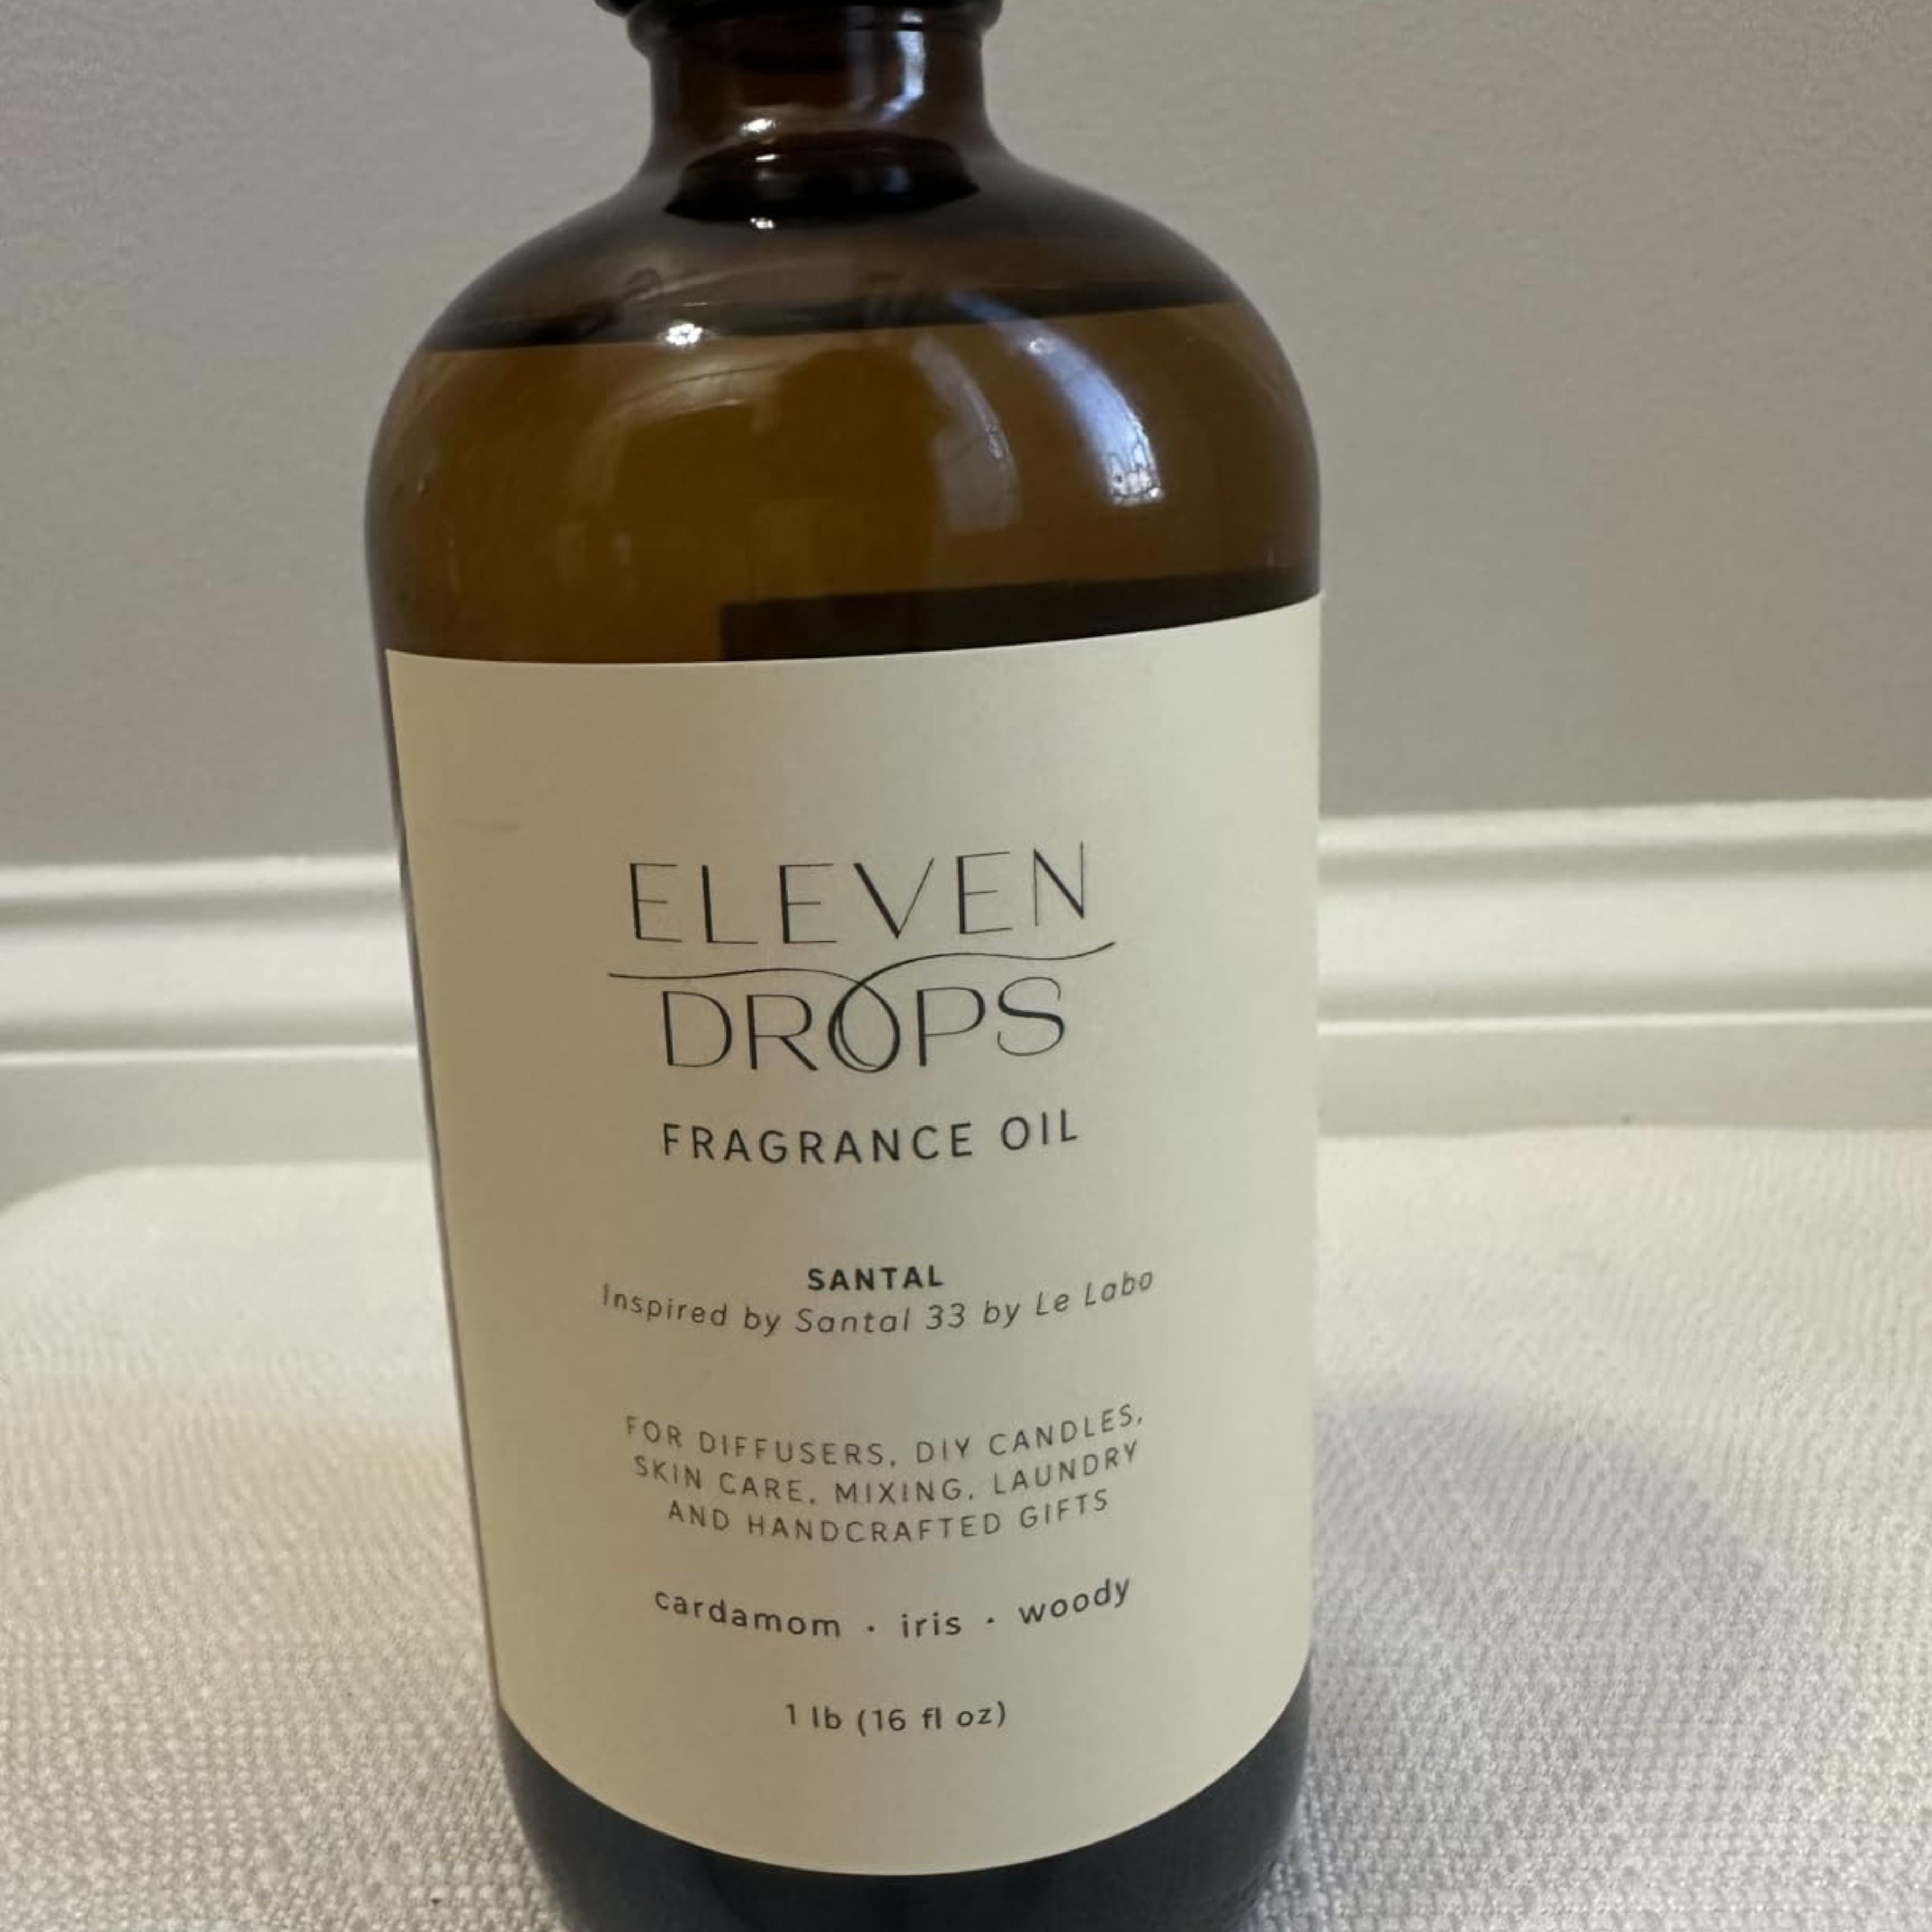 ELEVEN
DROPS
FRAGRANCE OIL
SANTAL
Inspired by Santal 33 by Le Labo
FOR DIFFUSERS, DIY CANDLES,
SKIN CARE, MIXING, LAUNDRY
AND HANDCRAFTED GIFTS
cardamom · iris · woody
1 lb (16 fl oz)